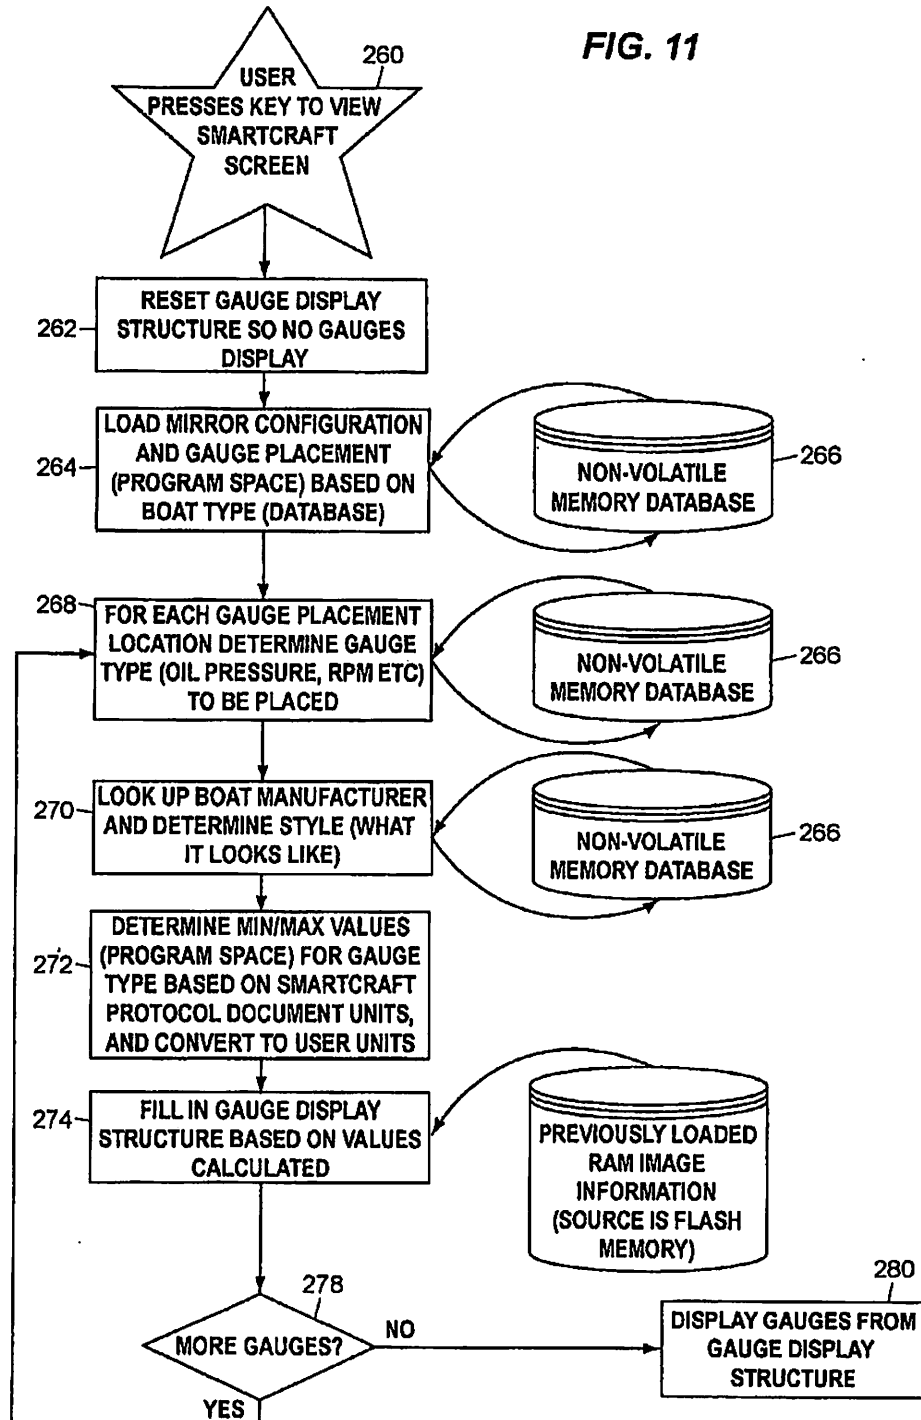 FIG. 11
260
USER
PRESSES KEY TO VIEW
SMARTCRAFT
SCREEN
262
RESET GAUGE DISPLAY
STRUCTURE SO NO GAUGES
DISPLAY
264
LOAD MIRROR CONFIGURATION
AND GAUGE PLACEMENT
(PROGRAM SPACE) BASED ON
BOAT TYPE (DATABASE)
NON-VOLATILE
MEMORY DATABASE
266
268
FOR EACH GAUGE PLACEMENT
LOCATION DETERMINE GAUGE
TYPE (OIL PRESSURE, RPM ETC)
TO BE PLACED
NON-VOLATILE
MEMORY DATABASE
266
270
LOOK UP BOAT MANUFACTURER
AND DETERMINE STYLE (WHAT
IT LOOKS LIKE)
NON-VOLATILE
MEMORY DATABASE
266
272
DETERMINE MIN/MAX VALUES
(PROGRAM SPACE) FOR GAUGE
TYPE BASED ON SMARTCRAFT
PROTOCOL DOCUMENT UNITS,
AND CONVERT TO USER UNITS
274
FILL IN GAUGE DISPLAY
STRUCTURE BASED ON VALUES
CALCULATED
PREVIOUSLY LOADED
RAM IMAGE
INFORMATION
(SOURCE IS FLASH
MEMORY)
278
MORE GAUGES?
NO
YES
280
DISPLAY GAUGES FROM
GAUGE DISPLAY
STRUCTURE